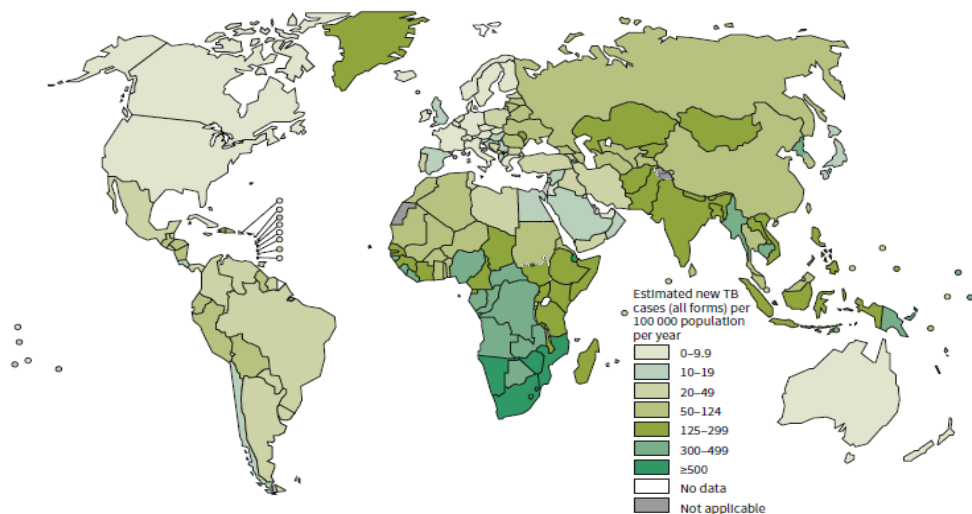 Estimated new TB
cases (all forms) per
100 000 population
per year
0–9.9
10–19
20–49
50–124
125–299
300–499
≥500
No data
Not applicable